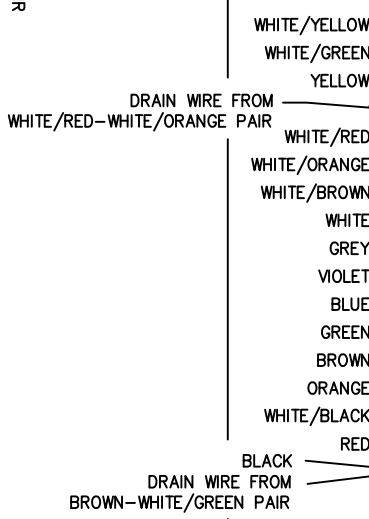 R
WHITE/YELLOW
WHITE/GREEN
YELLOW
DRAIN WIRE FROM
WHITE/RED-WHITE/ORANGE PAIR
WHITE/RED
WHITE/ORANGE
WHITE/BROWN
WHITE
GREY
VIOLET
BLUE
GREEN
BROWN
ORANGE
WHITE/BLACK
RED
BLACK
DRAIN WIRE FROM
BROWN-WHITE/GREEN PAIR